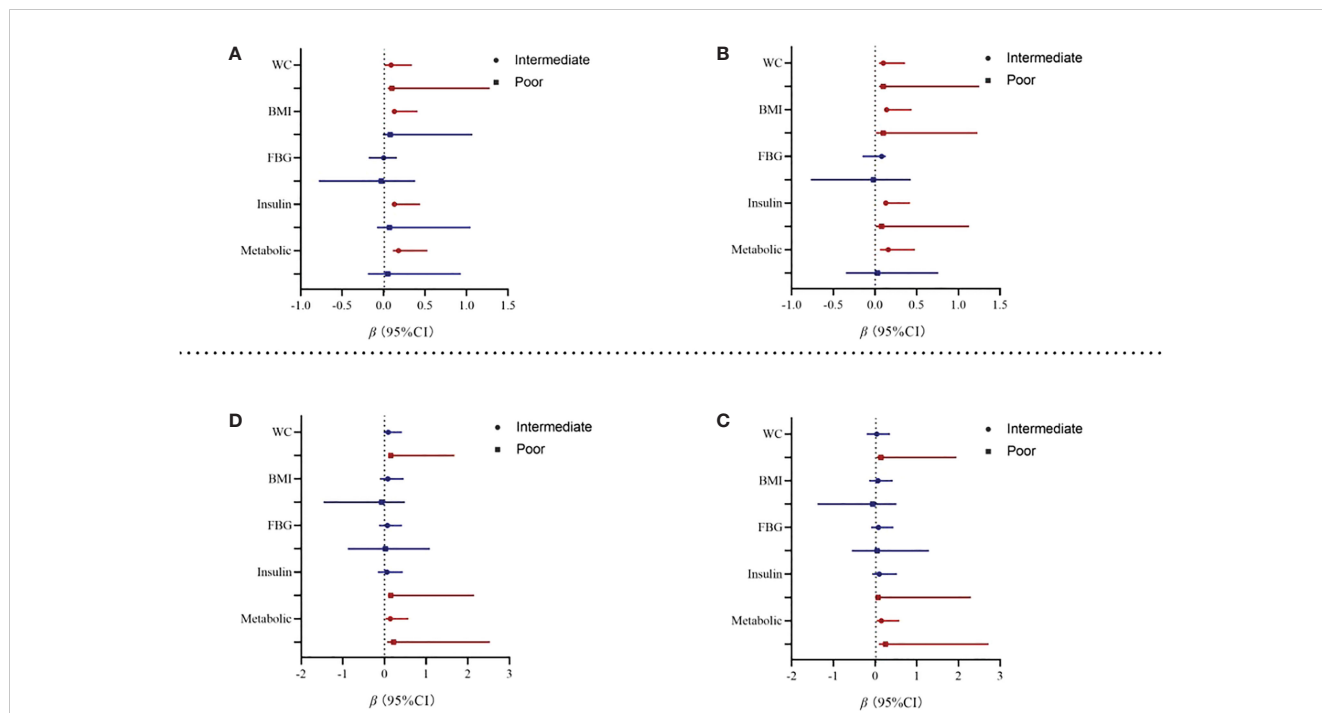 A
WC
BMI
FBG
Insulin
Metabolic
Intermediate
Poor
-1.0 -0.5 0.0 0.5 1.0 1.5
β (95%CI)
B
WC
BMI
FBG
Insulin
Metabolic
Intermediate
Poor
-1.0 -0.5 0.0 0.5 1.0 1.5
β (95%CI)
D
WC
BMI
FBG
Insulin
Metabolic
Intermediate
Poor
-2 -1 0 1 2 3
β (95%CI)
C
WC
BMI
FBG
Insulin
Metabolic
Intermediate
Poor
-2 -1 0 1 2 3
β (95%CI)